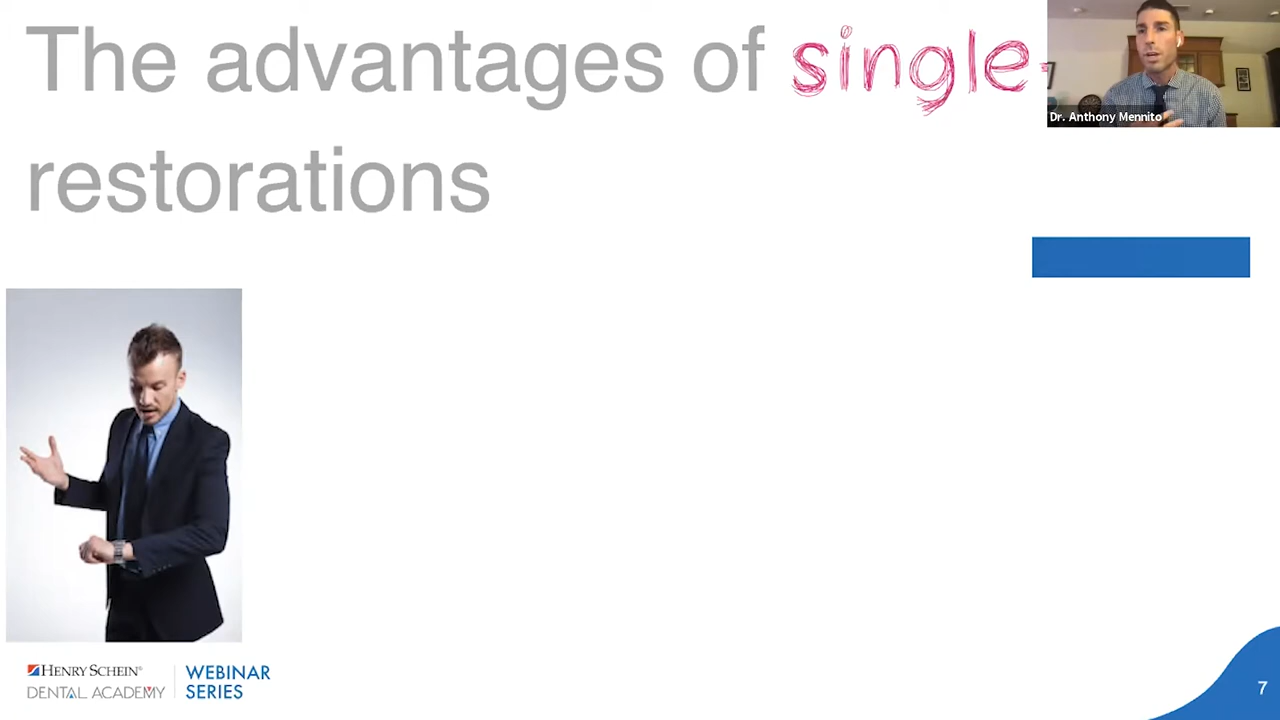 The advantages of single-
restorations
Dr. Anthony Mennito
HENRY SCHEIN®
DENTAL ACADEMY
WEBINAR
SERIES
7